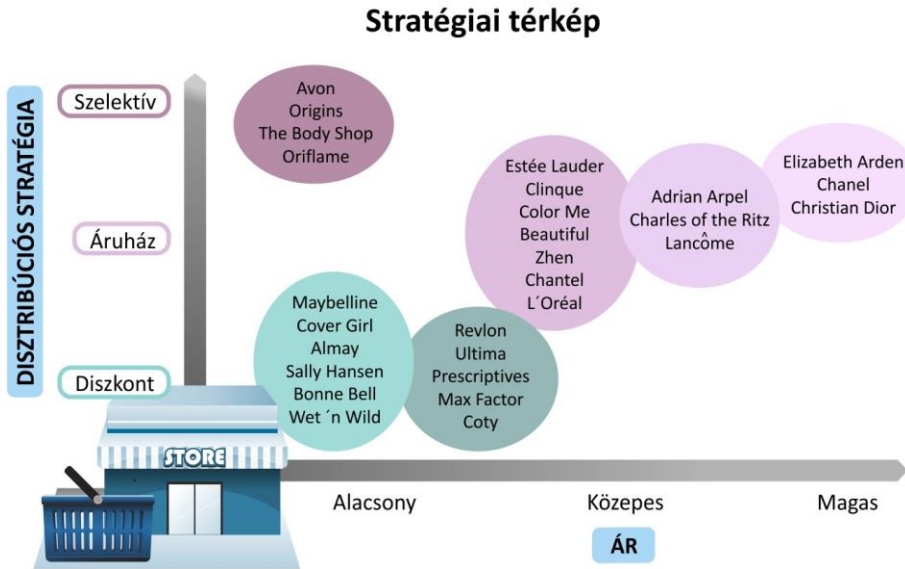 Stratégiai térkép
DISZTRIBÚCIÓS STRATÉGIA
Szelektív
Áruház
Diszkont
Avon
Origins
The Body Shop
Oriflame
Estée Lauder
Clinque
Color Me
Beautiful
Zhen
Chantel
L´Oréal
Adrian Arpel
Charles of the Ritz
Lancôme
Elizabeth Arden
Chanel
Christian Dior
Maybelline
Cover Girl
Almay
Sally Hansen
Bonne Bell
Wet ´n Wild
Revlon
Ultima
Prescriptives
Max Factor
Coty
STORE
Alacsony
Közepes
Magas
ÁR